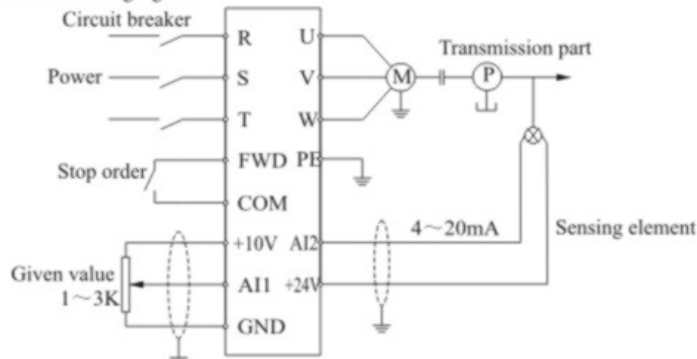 Circuit breaker
R U
Transmission part
Power S V M P
T W
Stop order FWD PE
COM
+10V AI2 4～20mA Sensing element
Given value
1～3K AI1 +24V
GND